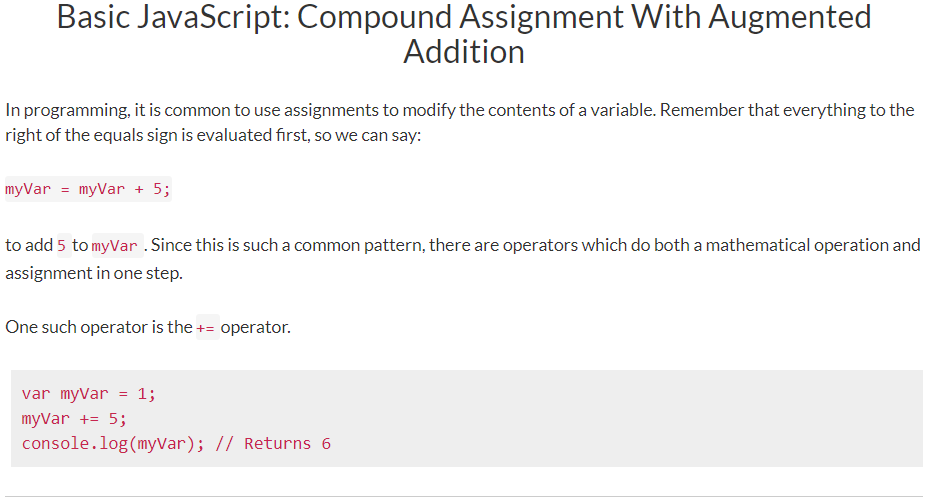 Basic JavaScript: Compound Assignment With Augmented
Addition
In programming, it is common to use assignments to modify the contents of a variable. Remember that everything to the
right of the equals sign is evaluated first, so we can say:
myVar = myVar + 5;
to add 5 to myVar . Since this is such a common pattern, there are operators which do both a mathematical operation and
assignment in one step.
One such operator is the += operator.
var myVar = 1;
myVar += 5;
console.log(myVar); // Returns 6